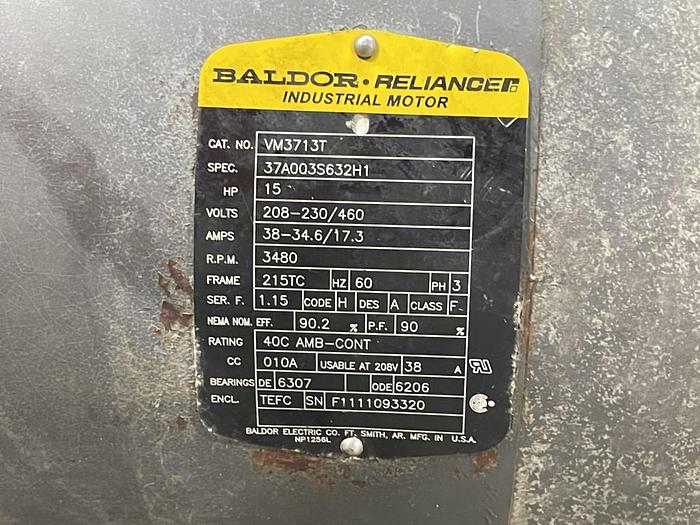 BALDOR • RELIANCE
INDUSTRIAL MOTOR
CAT. NO. VM3713T
SPEC. 37A003S632H1
HP 15
VOLTS 208-230/460
AMPS 38-34.6/17.3
R.P.M. 3480
FRAME 215TC HZ 60 PH 3
SER. F. 1.15 CODE H DES A CLASS F
NEMA NOM. EFF. 90.2 % P.F. 90 %
RATING 40C AMB-CONT
CC 010A USABLE AT 208V 38 A
BEARINGS DE 6307 ODE 6206
ENCL. TEFC SN F1111093320
BALDOR ELECTRIC CO. FT. SMITH, AR. MFG. IN U.S.A.
NP1256L